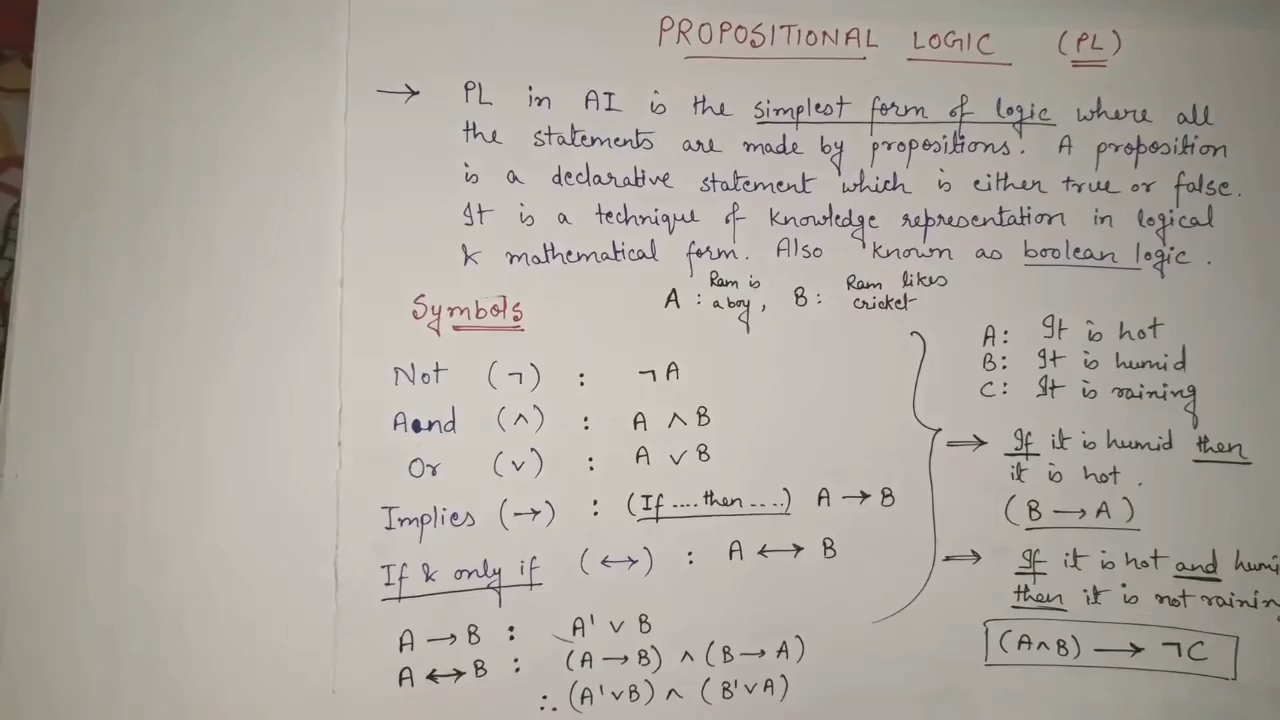 PROPOSITIONAL LOGIC (PL)
→ PL in AI is the simplest form of logic where all
the statements are made by propositions. A proposition
is a declarative statement which is either true or false.
It is a technique of knowledge representation in logical
& mathematical form. Also known as boolean logic.
A : Ram is a boy, B : Ram likes cricket
Symbols
Not (¬) : ¬A
Aand (∧) : A ∧ B
Or (∨) : A ∨ B
Implies (→) : (If .... then .....) A → B
If & only if (↔) : A ↔ B
A → B : A' ∨ B
A ↔ B : (A → B) ∧ (B → A)
∴ (A' ∨ B) ∧ (B' ∨ A)
A: It is hot
B: It is humid
C: It is raining
⇒ If it is humid then
it is hot.
(B → A)
⇒ If it is hot and humi
then it is not rainin
(A∧B) → ¬C